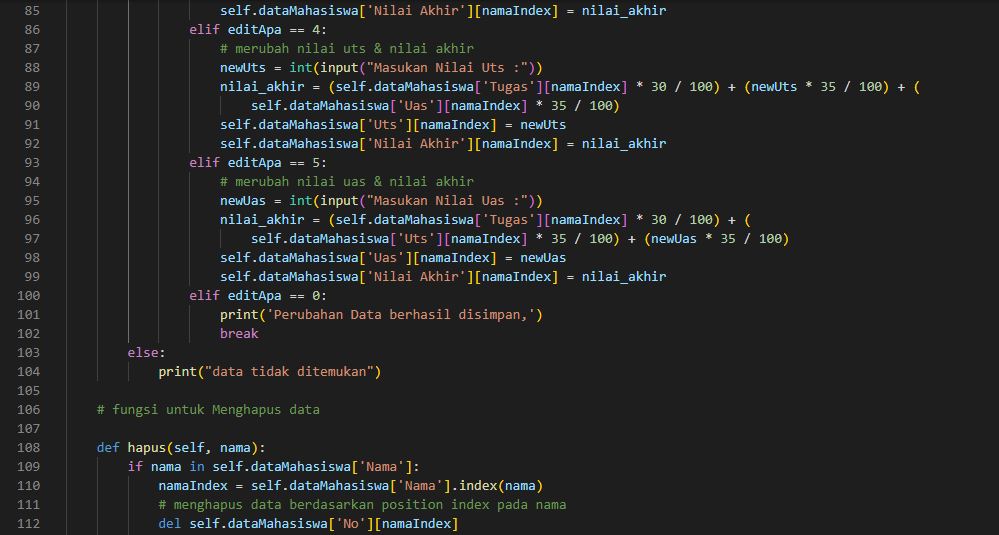 85 self.dataMahasiswa['Nilai Akhir'][namaIndex] = nilai_akhir
86 elif editApa == 4:
87 # merubah nilai uts & nilai akhir
88 newUts = int(input("Masukan Nilai Uts :"))
89 nilai_akhir = (self.dataMahasiswa['Tugas'][namaIndex] * 30 / 100) + (newUts * 35 / 100) + (
90 self.dataMahasiswa['Uas'][namaIndex] * 35 / 100)
91 self.dataMahasiswa['Uts'][namaIndex] = newUts
92 self.dataMahasiswa['Nilai Akhir'][namaIndex] = nilai_akhir
93 elif editApa == 5:
94 # merubah nilai uas & nilai akhir
95 newUas = int(input("Masukan Nilai Uas :"))
96 nilai_akhir = (self.dataMahasiswa['Tugas'][namaIndex] * 30 / 100) + (
97 self.dataMahasiswa['Uts'][namaIndex] * 35 / 100) + (newUas * 35 / 100)
98 self.dataMahasiswa['Uas'][namaIndex] = newUas
99 self.dataMahasiswa['Nilai Akhir'][namaIndex] = nilai_akhir
100 elif editApa == 0:
101 print('Perubahan Data berhasil disimpan,')
102 break
103 else:
104 print("data tidak ditemukan")
105
106 # fungsi untuk Menghapus data
107
108 def hapus(self, nama):
109 if nama in self.dataMahasiswa['Nama']:
110 namaIndex = self.dataMahasiswa['Nama'].index(nama)
111 # menghapus data berdasarkan position index pada nama
112 del self.dataMahasiswa['No'][namaIndex]